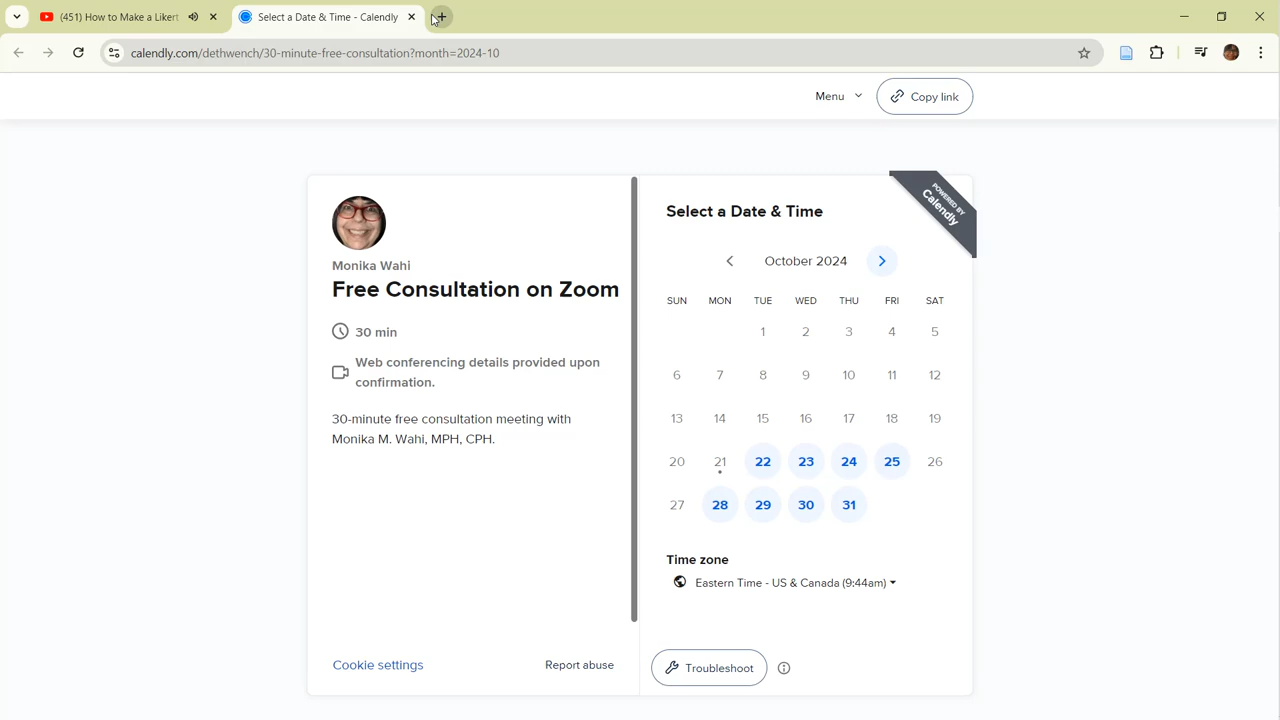 (451) How to Make a Likert
Select a Date & Time - Calendly
calendly.com/dethwench/30-minute-free-consultation?month=2024-10
Menu
Copy link
Monika Wahi
Free Consultation on Zoom
30 min
Web conferencing details provided upon
confirmation.
30-minute free consultation meeting with
Monika M. Wahi, MPH, CPH.
Cookie settings
Report abuse
POWERED BY
Calendly
Select a Date & Time
October 2024
SUN MON TUE WED THU FRI SAT
1 2 3 4 5
6 7 8 9 10 11 12
13 14 15 16 17 18 19
20 21 22 23 24 25 26
27 28 29 30 31
Time zone
Eastern Time - US & Canada (9:44am)
Troubleshoot